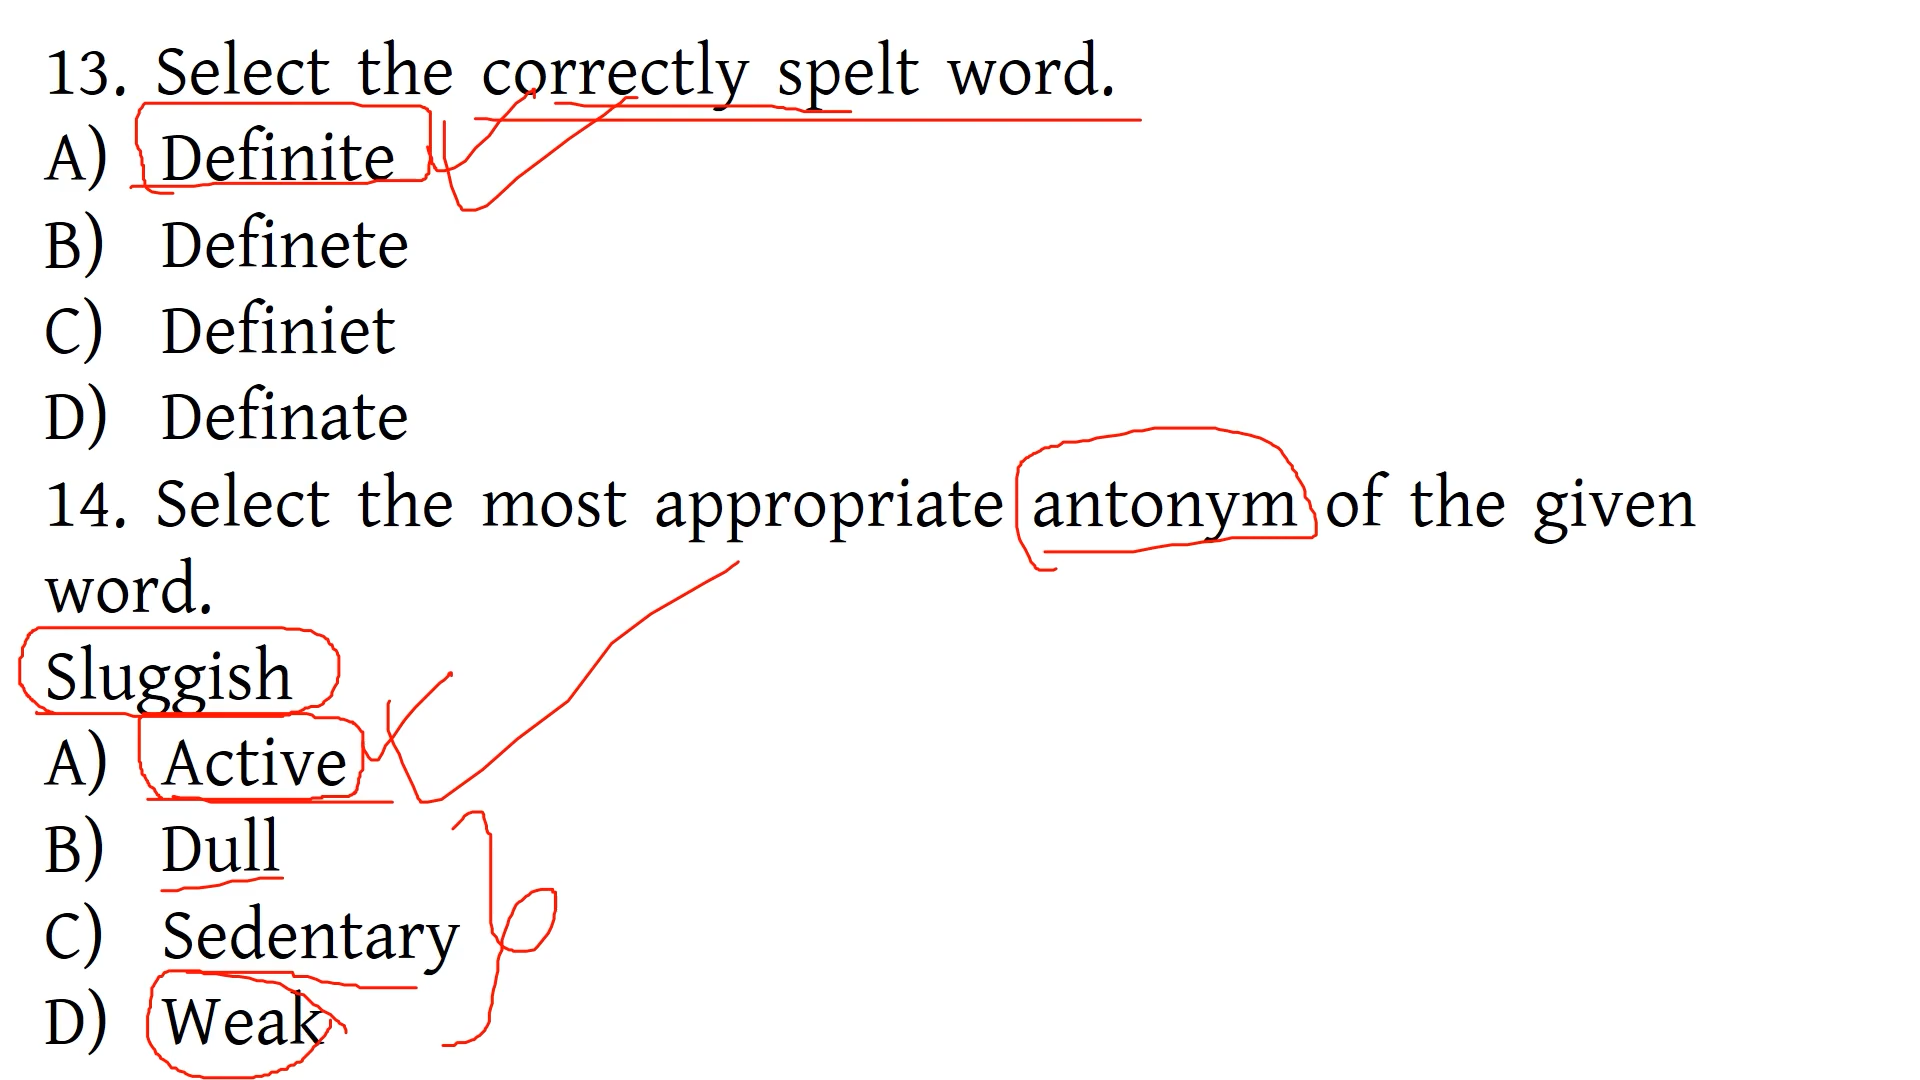 13. Select the correctly spelt word.
A) Definite
B) Definete
C) Definiet
D) Definate
14. Select the most appropriate antonym of the given
word.
Sluggish
A) Active
B) Dull
C) Sedentary
D) Weak